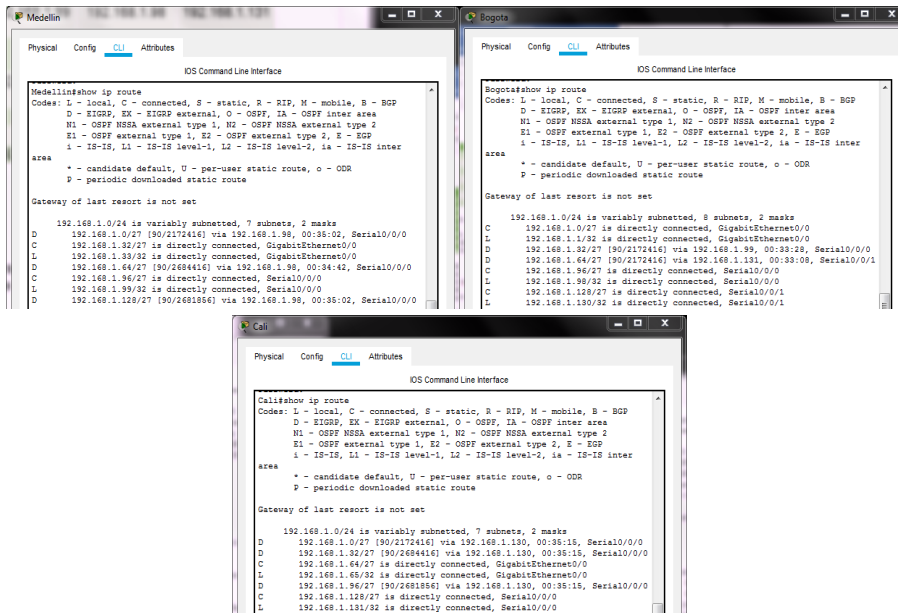 192.168.1.98 192.168.1.131
Medellin
Physical Config CLI Attributes
IOS Command Line Interface
Medellin#show ip route
Codes: L - local, C - connected, S - static, R - RIP, M - mobile, B - BGP
D - EIGRP, EX - EIGRP external, O - OSPF, IA - OSPF inter area
N1 - OSPF NSSA external type 1, N2 - OSPF NSSA external type 2
E1 - OSPF external type 1, E2 - OSPF external type 2, E - EGP
i - IS-IS, L1 - IS-IS level-1, L2 - IS-IS level-2, ia - IS-IS inter
area
* - candidate default, U - per-user static route, o - ODR
P - periodic downloaded static route
Gateway of last resort is not set
192.168.1.0/24 is variably subnetted, 7 subnets, 2 masks
D 192.168.1.0/27 [90/2172416] via 192.168.1.98, 00:35:02, Serial0/0/0
C 192.168.1.32/27 is directly connected, GigabitEthernet0/0
L 192.168.1.33/32 is directly connected, GigabitEthernet0/0
D 192.168.1.64/27 [90/2684416] via 192.168.1.98, 00:34:42, Serial0/0/0
C 192.168.1.96/27 is directly connected, Serial0/0/0
L 192.168.1.99/32 is directly connected, Serial0/0/0
D 192.168.1.128/27 [90/2681856] via 192.168.1.98, 00:35:02, Serial0/0/0
Bogota
Physical Config CLI Attributes
IOS Command Line Interface
Bogota#show ip route
Codes: L - local, C - connected, S - static, R - RIP, M - mobile, B - BGP
D - EIGRP, EX - EIGRP external, O - OSPF, IA - OSPF inter area
N1 - OSPF NSSA external type 1, N2 - OSPF NSSA external type 2
E1 - OSPF external type 1, E2 - OSPF external type 2, E - EGP
i - IS-IS, L1 - IS-IS level-1, L2 - IS-IS level-2, ia - IS-IS inter
area
* - candidate default, U - per-user static route, o - ODR
P - periodic downloaded static route
Gateway of last resort is not set
192.168.1.0/24 is variably subnetted, 8 subnets, 2 masks
C 192.168.1.0/27 is directly connected, GigabitEthernet0/0
L 192.168.1.1/32 is directly connected, GigabitEthernet0/0
D 192.168.1.32/27 [90/2172416] via 192.168.1.99, 00:33:28, Serial0/0/0
D 192.168.1.64/27 [90/2172416] via 192.168.1.131, 00:33:08, Serial0/0/1
C 192.168.1.96/27 is directly connected, Serial0/0/0
L 192.168.1.98/32 is directly connected, Serial0/0/0
C 192.168.1.128/27 is directly connected, Serial0/0/1
L 192.168.1.130/32 is directly connected, Serial0/0/1
Cali
Physical Config CLI Attributes
IOS Command Line Interface
Cali#show ip route
Codes: L - local, C - connected, S - static, R - RIP, M - mobile, B - BGP
D - EIGRP, EX - EIGRP external, O - OSPF, IA - OSPF inter area
N1 - OSPF NSSA external type 1, N2 - OSPF NSSA external type 2
E1 - OSPF external type 1, E2 - OSPF external type 2, E - EGP
i - IS-IS, L1 - IS-IS level-1, L2 - IS-IS level-2, ia - IS-IS inter
area
* - candidate default, U - per-user static route, o - ODR
P - periodic downloaded static route
Gateway of last resort is not set
192.168.1.0/24 is variably subnetted, 7 subnets, 2 masks
D 192.168.1.0/27 [90/2172416] via 192.168.1.130, 00:35:15, Serial0/0/0
D 192.168.1.32/27 [90/2684416] via 192.168.1.130, 00:35:15, Serial0/0/0
C 192.168.1.64/27 is directly connected, GigabitEthernet0/0
L 192.168.1.65/32 is directly connected, GigabitEthernet0/0
D 192.168.1.96/27 [90/2681856] via 192.168.1.130, 00:35:15, Serial0/0/0
C 192.168.1.128/27 is directly connected, Serial0/0/0
L 192.168.1.131/32 is directly connected, Serial0/0/0